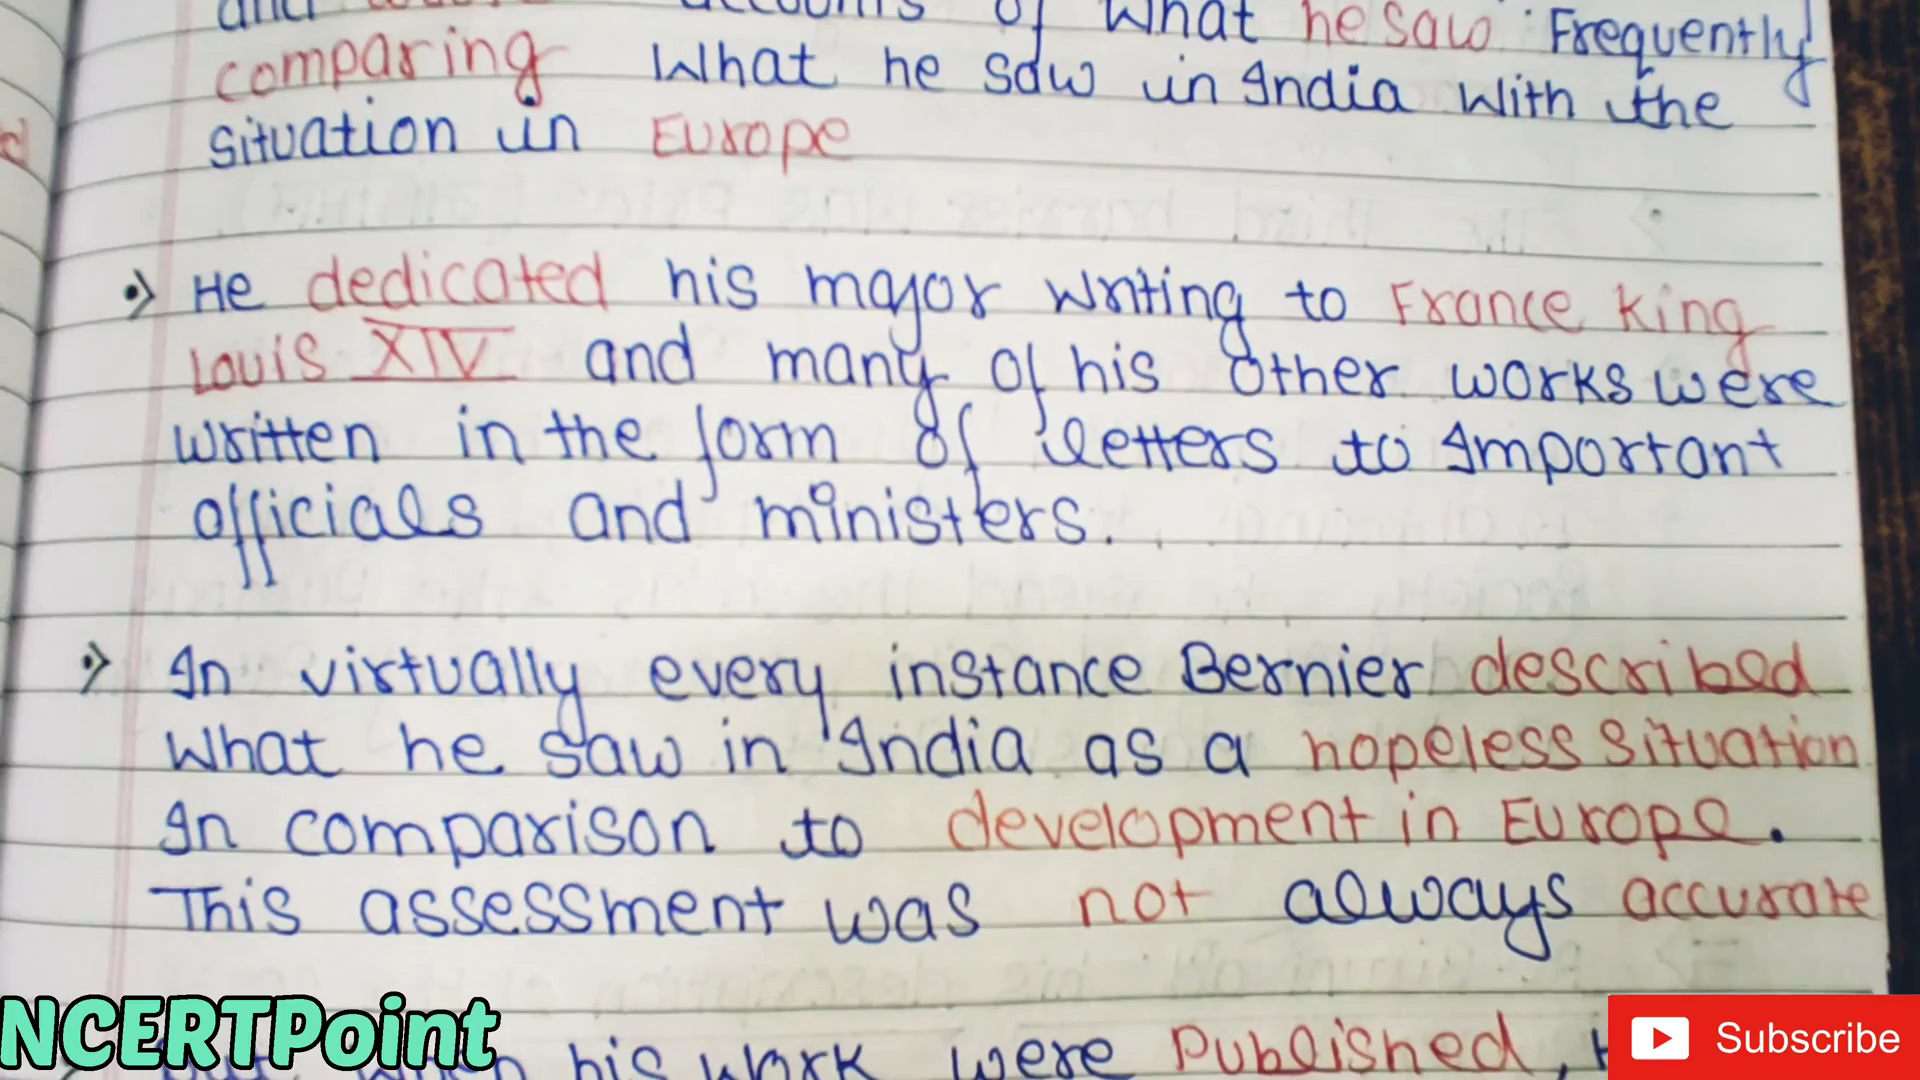 and accounts of what he saw Frequently
comparing What he saw in India with the
situation in Europe
He dedicated his major writing to France King
Louis XIV and many of his other works were
written in the form of letters to Important
officials and ministers.
In virtually every instance Bernier described
What he saw in India as a hopeless situation
In comparison to development in Europe.
This assessment was not always accurate
his work were Published,
NCERTPoint
Subscribe